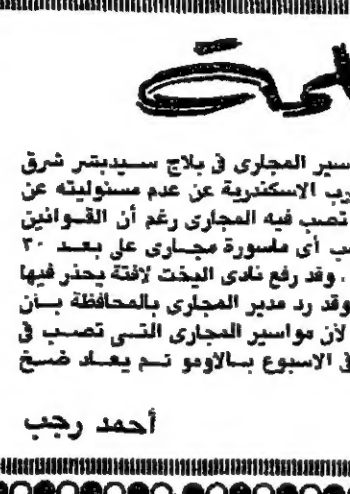 سير المجارى فى بلاج سيدبشر شرق
رب الاسكندرية عن عدم مسئوليته عن
تصب فيه المجارى رغم أن القوانين
ب أى ماسورة مجارى على بعد ٣٠
. وقد رفع نادى اليخت لافتة يحذر فيها
وقد رد مدير المجارى بالمحافظة بأن
لأن مواسير المجارى التى تصب فى
فى الاسبوع بالاومو تم يعاد ضخ
أحمد رجب